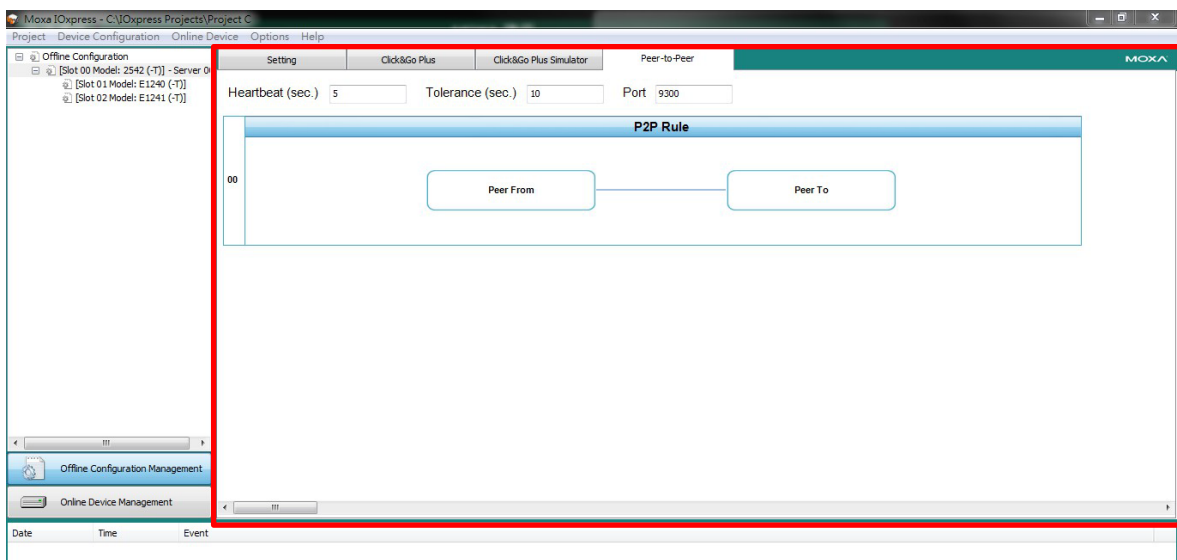 Moxa IOxpress - C:\IOxpress Projects\Project C
Project Device Configuration Online Device Options Help
Offline Configuration
[Slot 00 Model: 2542 (-T)] - Server 0
[Slot 01 Model: E1240 (-T)]
[Slot 02 Model: E1241 (-T)]
Offline Configuration Management
Online Device Management
Setting Click&Go Plus Click&Go Plus Simulator Peer-to-Peer MOXA
Heartbeat (sec.) 5 Tolerance (sec.) 10 Port 9300
P2P Rule
00 Peer From Peer To
Date Time Event